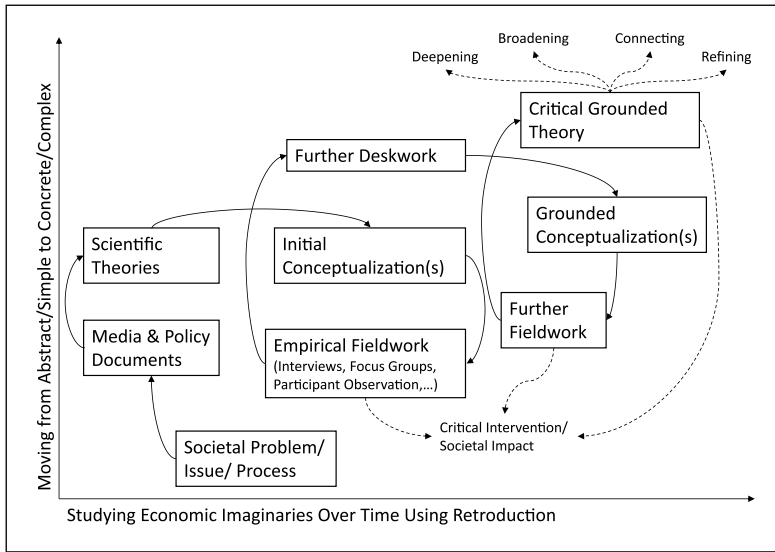 Broadening
Connecting
Deepening
Refining
Critical Grounded
Theory
Further Deskwork
Grounded
Conceptualization(s)
Scientific
Theories
Initial
Conceptualization(s)
Further
Fieldwork
Media & Policy
Documents
Empirical Fieldwork
(Interviews, Focus Groups,
Participant Observation,...)
Critical Intervention/
Societal Impact
Societal Problem/
Issue/ Process
Moving from Abstract/Simple to Concrete/Complex
Studying Economic Imaginaries Over Time Using Retroduction